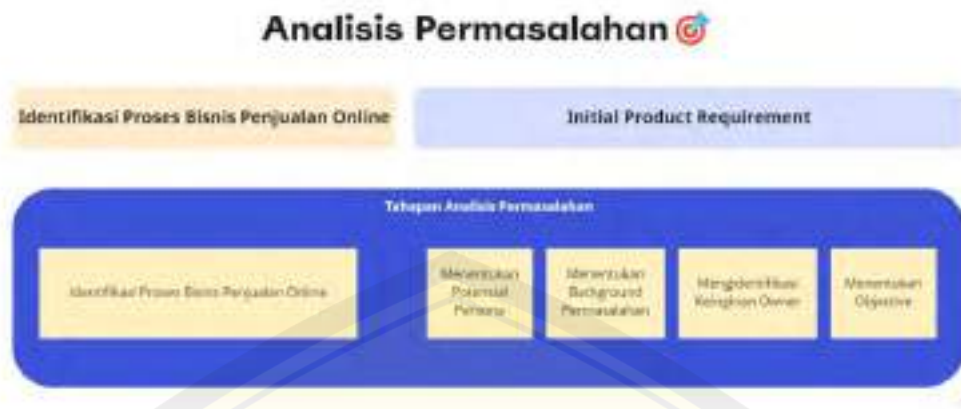 Analisis Permasalahan
Identifikasi Proses Bisnis Penjualan Online
Initial Product Requirement
Tahapan Analisis Permasalahan
Identifikasi Proses Bisnis Penjualan Online
Menentukan
Potensial
Persona
Menentukan
Background
Permasalahan
Mengidentifikasi
Keinginan Owner
Menentukan
Objective